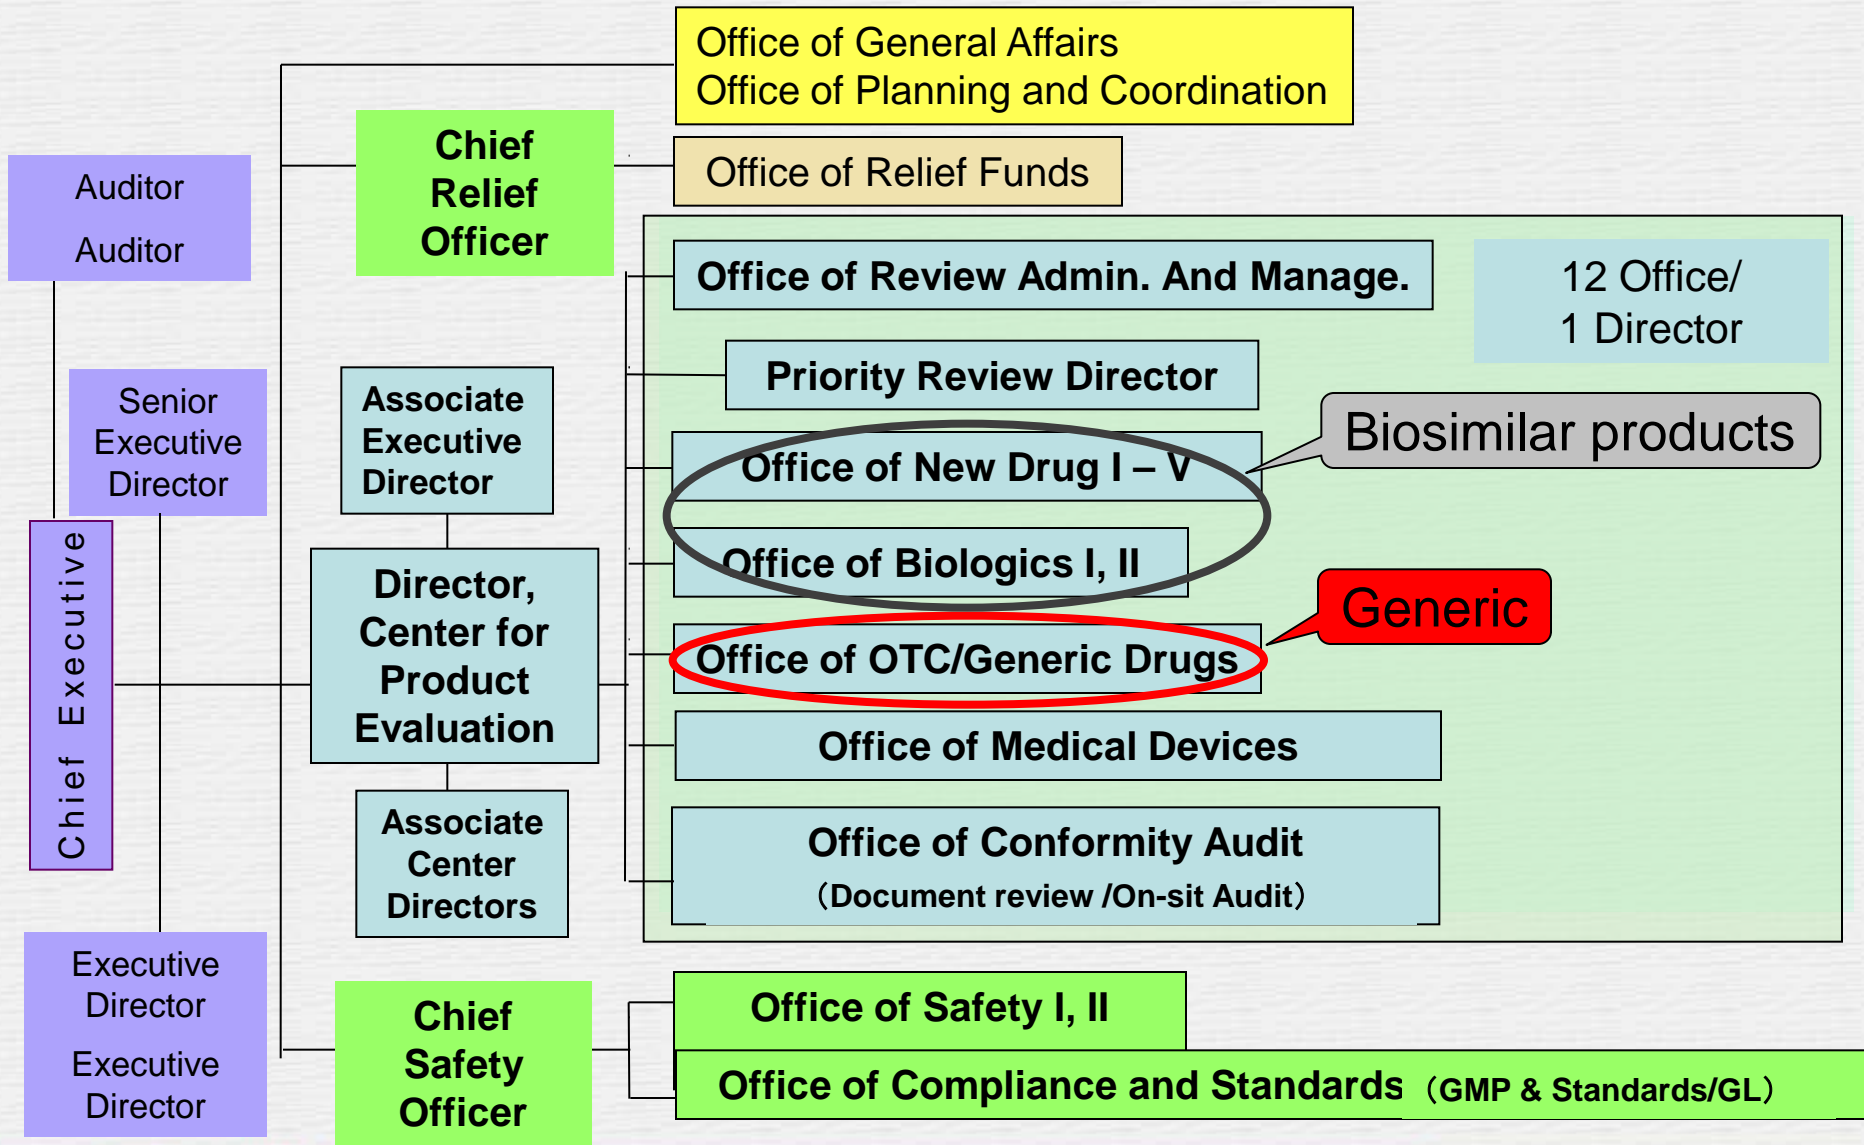 Office of General Affairs
Office of Planning and Coordination
Chief
Relief
Officer
Office of Relief Funds
Auditor
Auditor
Office of Review Admin. And Manage.
12 Office/
1 Director
Priority Review Director
Senior
Executive
Director
Associate
Executive
Director
Biosimilar products
Office of New Drug I – V
Office of Biologics I, II
Chief Executive
Director,
Center for
Product
Evaluation
Generic
Office of OTC/Generic Drugs
Office of Medical Devices
Associate
Center
Directors
Office of Conformity Audit
（Document review /On-sit Audit）
Executive
Director
Executive
Director
Chief
Safety
Officer
Office of Safety I, II
Office of Compliance and Standards（GMP & Standards/GL）